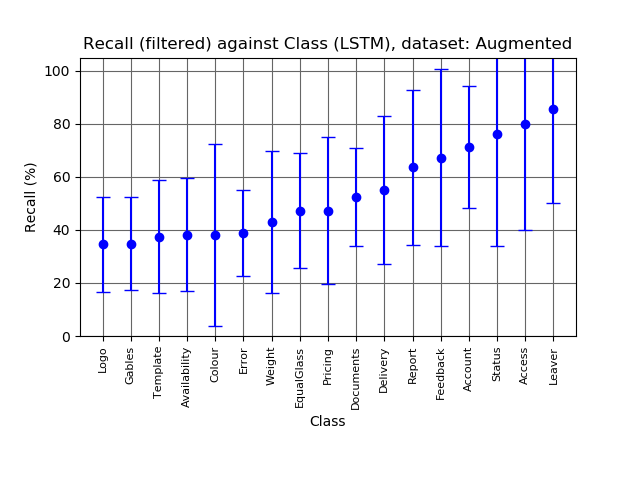 Recall (filtered) against Class (LSTM), dataset: Augmented
100
80
60
40
20
0
Recall (%)
Logo
Gables
Template
Availability
Colour
Error
Weight
EqualGlass
Pricing
Documents
Delivery
Report
Feedback
Account
Status
Access
Leaver
Class